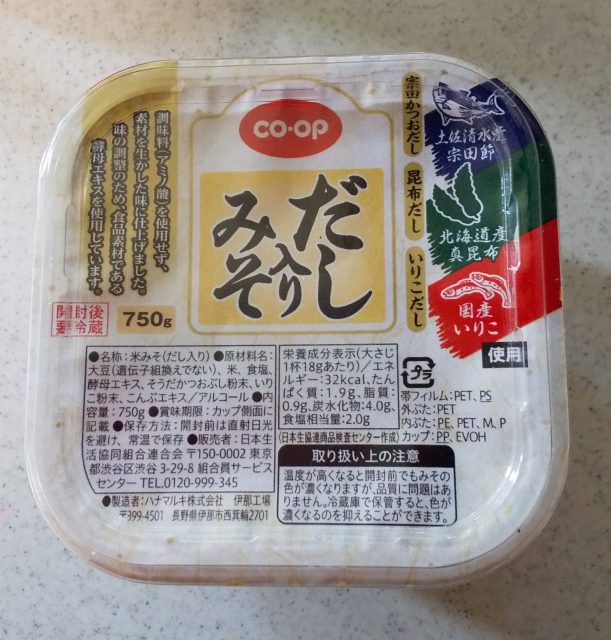 CO・OP
だし
入り
みそ
宗田かつおだし
昆布だし
いりこだし
土佐清水産
宗田節
北海道産
真昆布
国産
いりこ
使用
調味料(アミノ酸)を使用せず、
素材を生かした味に仕上げました。
味の調整のため、食品素材である
酵母エキスを使用しています。
開封後
要冷蔵
750g
●名称:米みそ(だし入り)●原材料名:
大豆(遺伝子組換えでない)、米、食塩、
酵母エキス、そうだかつおぶし粉末、いり
こ粉末、こんぶエキス/アルコール●内
容量:750g●賞味期限:カップ側面に
記載●保存方法:開封前は直射日光
を避け、常温で保存●販売者:日本生
活協同組合連合会〒150-0002 東京
都渋谷区渋谷3-29-8 組合員サービス
センター TEL.0120-999-345
●製造者:ハナマルキ株式会社 伊那工場
〒399-4501 長野県伊那市西箕輪2701
栄養成分表示(大さじ
1杯18gあたり)/エネ
ルギー:32kcal、たん
ぱく質:1.9g、脂質:
0.9g、炭水化物:4.0g、
食塩相当量:2.0g
(日本生協連商品検査センター作成)
プラ
帯フィルム:PET, PS
外ぶた:PET
内ぶた:PE, PET, M, P
カップ:PP, EVOH
取り扱い上の注意
温度が高くなると開封前でもみその
色が濃くなりますが、品質に問題はあ
りません。冷蔵庫で保管すると、色が
濃くなるのを抑えることができます。